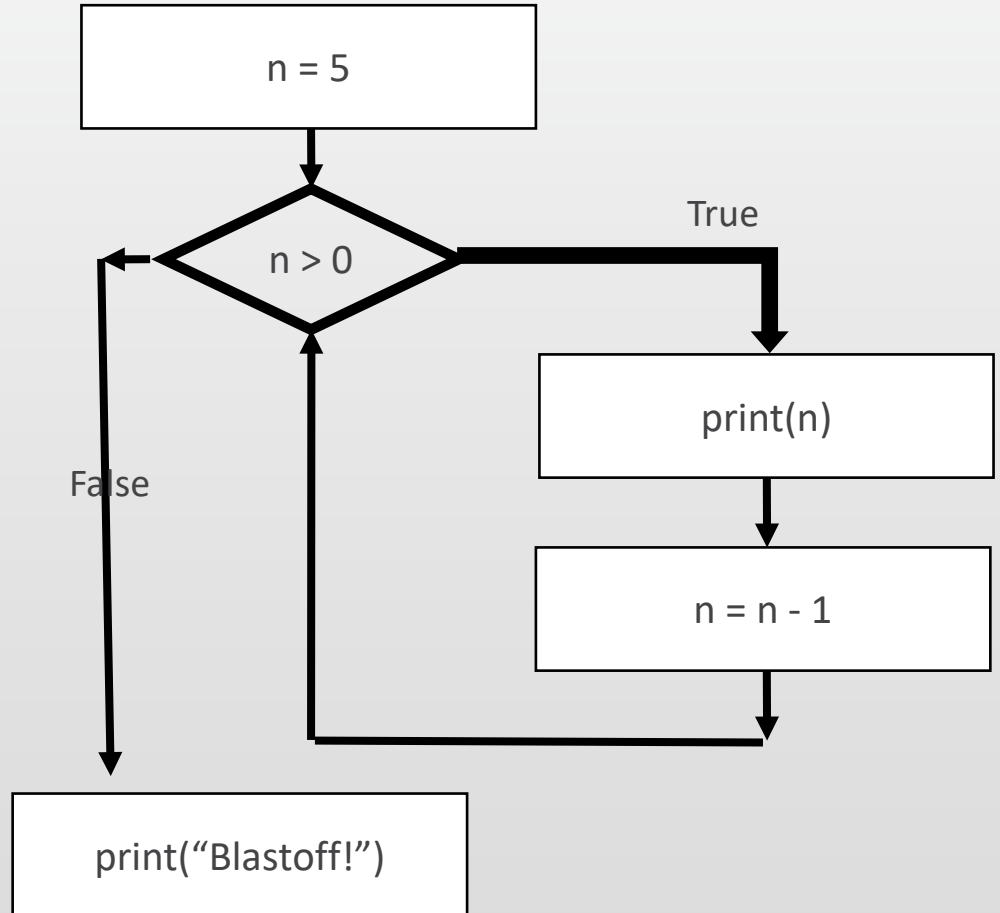 n = 5
n > 0
True
print(n)
False
n = n - 1
print(“Blastoff!”)